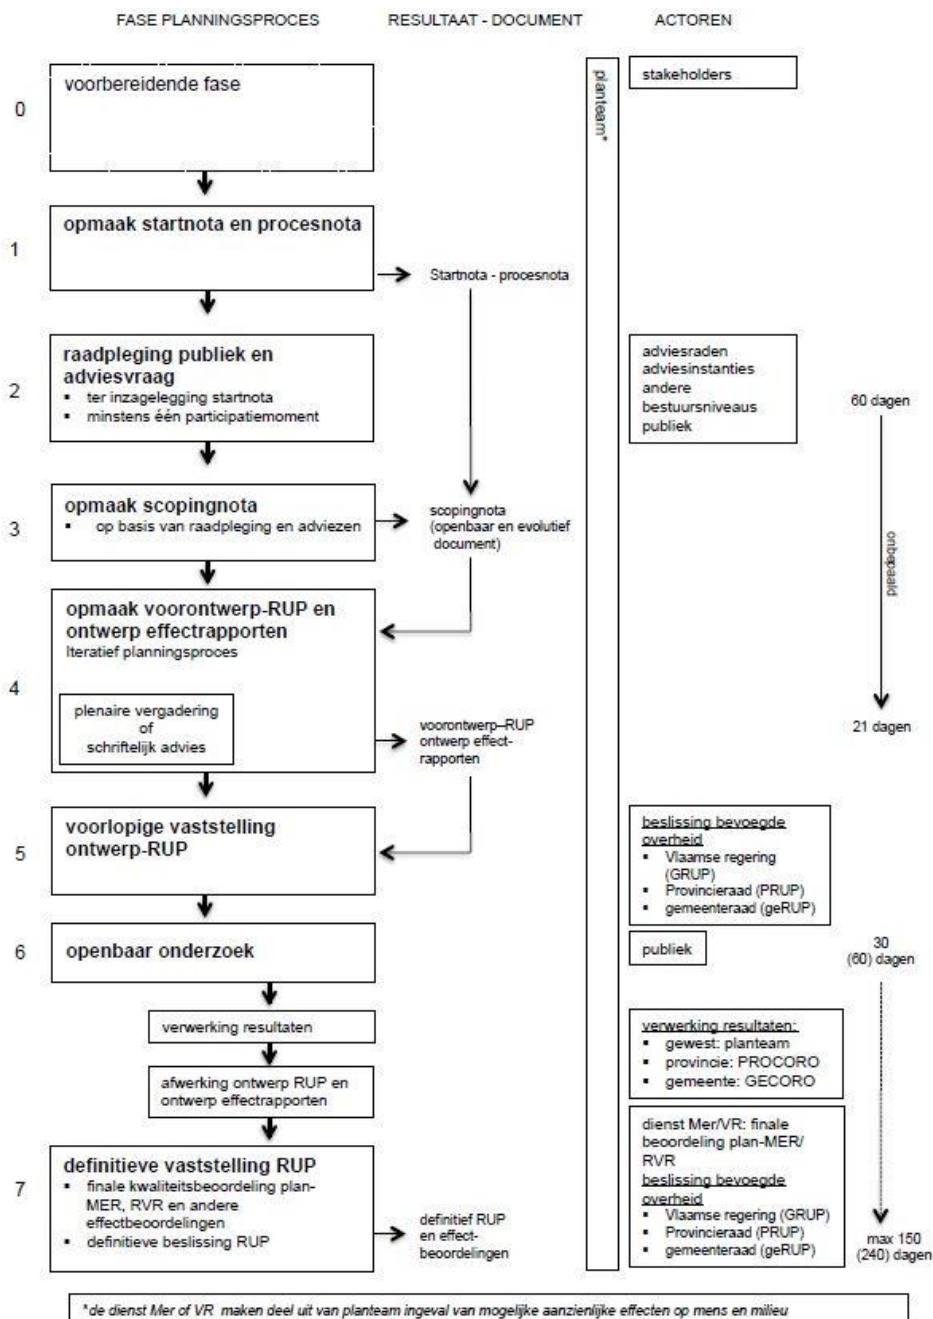 FASE PLANNINGSPROCES
RESULTAAT - DOCUMENT
ACTOREN
0
voorbereidende fase
planteam*
stakeholders
1
opmaak startnota en procesnota
Startnota - procesnota
2
raadpleging publiek en
adviesvraag
▪ ter inzagelegging startnota
▪ minstens één participatiemoment
adviesraden
adviesinstanties
andere
bestuursniveaus
publiek
60 dagen
3
opmaak scopingnota
▪ op basis van raadpleging en adviezen
scopingnota
(openbaar en evolutief
document)
onbepaald
4
opmaak voorontwerp-RUP en
ontwerp effectrapporten
Iteratief planningsproces
plenaire vergadering
of
schriftelijk advies
voorontwerp–RUP
ontwerp effect-
rapporten
21 dagen
5
voorlopige vaststelling
ontwerp-RUP
beslissing bevoegde
overheid
▪ Vlaamse regering
(GRUP)
▪ Provincieraad (PRUP)
▪ gemeenteraad (geRUP)
6
openbaar onderzoek
publiek
30
(60) dagen
verwerking resultaten
verwerking resultaten:
▪ gewest: planteam
▪ provincie: PROCORO
▪ gemeente: GECORO
afwerking ontwerp RUP en
ontwerp effectrapporten
7
definitieve vaststelling RUP
▪ finale kwaliteitsbeoordeling plan-
MER, RVR en andere
effectbeoordelingen
▪ definitieve beslissing RUP
definitief RUP
en effect-
beoordelingen
dienst Mer/VR: finale
beoordeling plan-MER/
RVR
beslissing bevoegde
overheid
▪ Vlaamse regering (GRUP)
▪ Provincieraad (PRUP)
▪ gemeenteraad (geRUP)
max 150
(240) dagen
*de dienst Mer of VR maken deel uit van planteam ingeval van mogelijke aanzienlijke effecten op mens en milieu